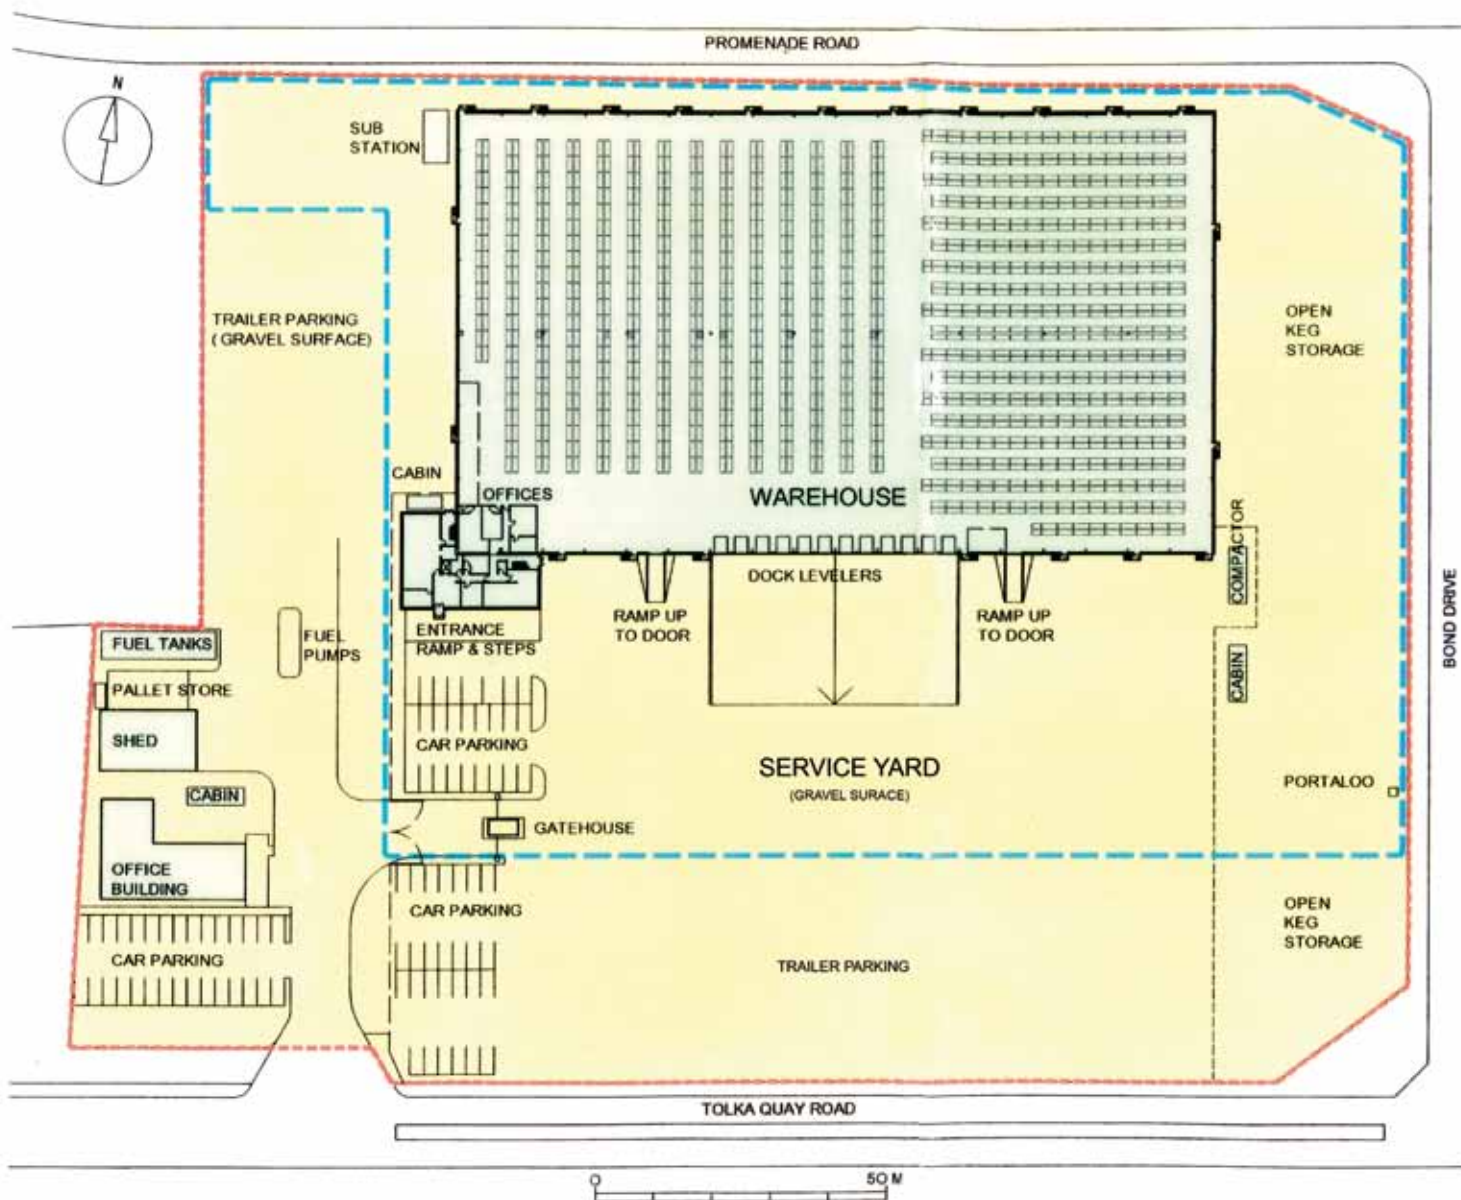 PROMENADE ROAD
N
SUB
STATION
TRAILER PARKING
( GRAVEL SURFACE)
OPEN
KEG
STORAGE
CABIN
OFFICES
WAREHOUSE
COMPACTOR
DOCK LEVELERS
BOND DRIVE
RAMP UP
TO DOOR
RAMP UP
TO DOOR
ENTRANCE
RAMP & STEPS
FUEL
PUMPS
FUEL TANKS
PALLET STORE
CABIN
SHED
CAR PARKING
SERVICE YARD
(GRAVEL SURACE)
PORTALOO
CABIN
GATEHOUSE
OFFICE
BUILDING
CAR PARKING
OPEN
KEG
STORAGE
CAR PARKING
TRAILER PARKING
TOLKA QUAY ROAD
0 50 M